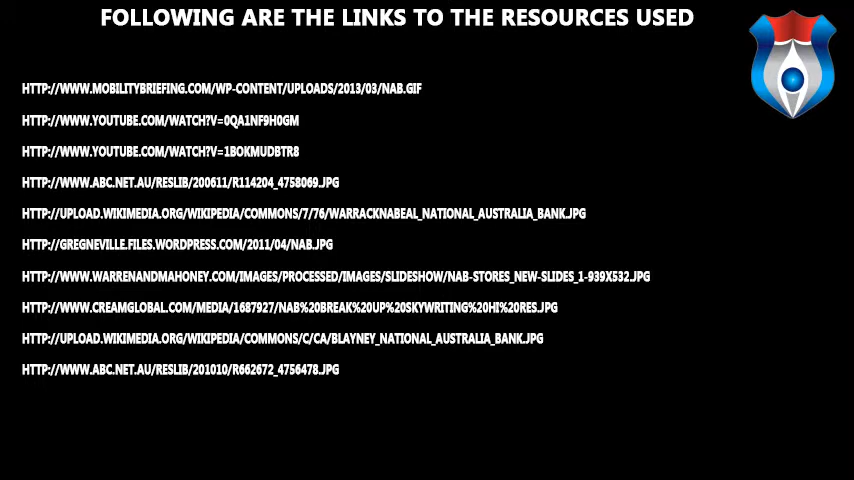 FOLLOWING ARE THE LINKS TO THE RESOURCES USED
HTTP://WWW.MOBILITYBRIEFING.COM/WP-CONTENT/UPLOADS/2013/03/NAB.GIF
HTTP://WWW.YOUTUBE.COM/WATCH?V=0QA1NF9H0GM
HTTP://WWW.YOUTUBE.COM/WATCH?V=1BOKMUDBTR8
HTTP://WWW.ABC.NET.AU/RESLIB/200611/R114204_4758069.JPG
HTTP://UPLOAD.WIKIMEDIA.ORG/WIKIPEDIA/COMMONS/7/76/WARRACKNABEAL_NATIONAL_AUSTRALIA_BANK.JPG
HTTP://GREGNEVILLE.FILES.WORDPRESS.COM/2011/04/NAB.JPG
HTTP://WWW.WARRENANDMAHONEY.COM/IMAGES/PROCESSED/IMAGES/SLIDESHOW/NAB-STORES_NEW-SLIDES_1-939X532.JPG
HTTP://WWW.CREAMGLOBAL.COM/MEDIA/1687927/NAB%20BREAK%20UP%20SKYWRITING%20HI%20RES.JPG
HTTP://UPLOAD.WIKIMEDIA.ORG/WIKIPEDIA/COMMONS/C/CA/BLAYNEY_NATIONAL_AUSTRALIA_BANK.JPG
HTTP://WWW.ABC.NET.AU/RESLIB/201010/R662672_4756478.JPG